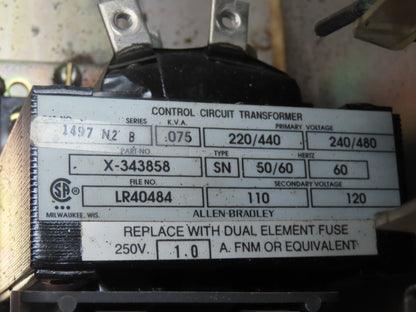 CONTROL CIRCUIT TRANSFORMER
SERIES K.V.A. PRIMARY VOLTAGE
1497 N2 B .075 220/440 240/480
PART NO. TYPE HERTZ
X-343858 SN 50/60 60
FILE NO. SECONDARY VOLTAGE
SA LR40484 110 120
MILWAUKEE, WIS. ALLEN-BRADLEY
REPLACE WITH DUAL ELEMENT FUSE
250V. 1.0 A. FNM OR EQUIVALENT